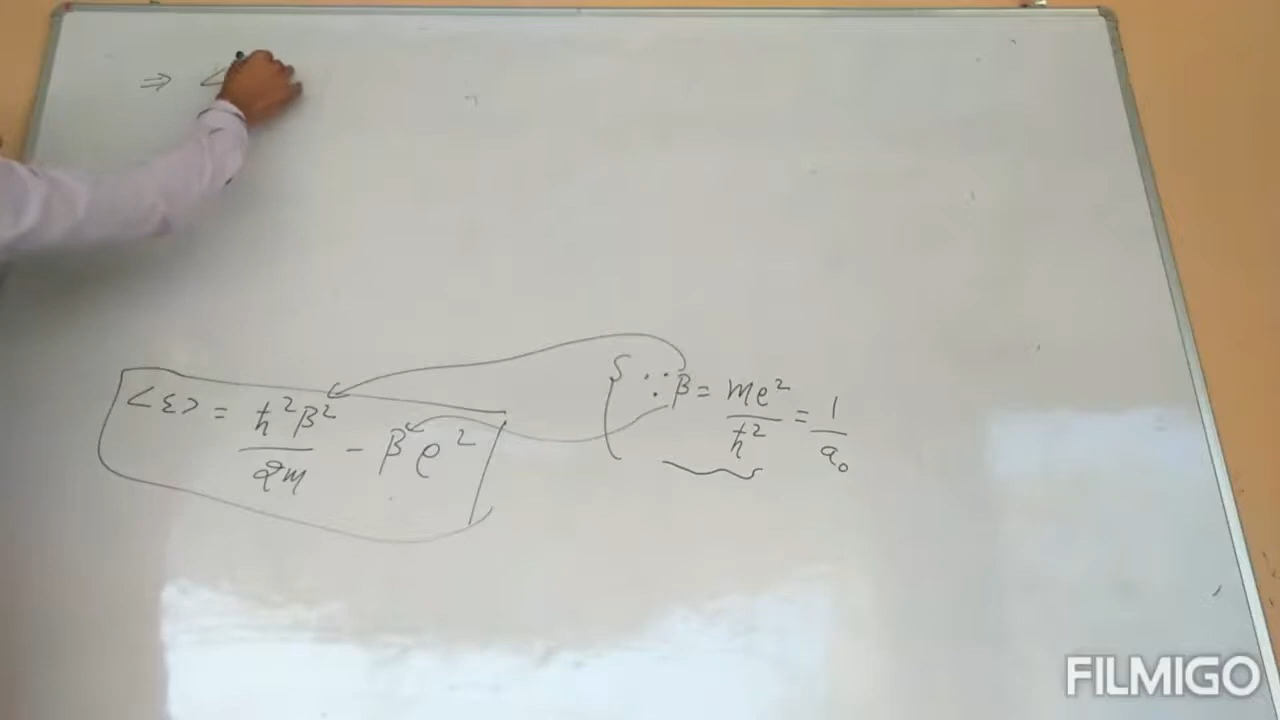 ⇒ <
<ε> = ħ²β²/2m - βe²
{ ∵ β = me²/ħ² = 1/a₀
FILMIGO